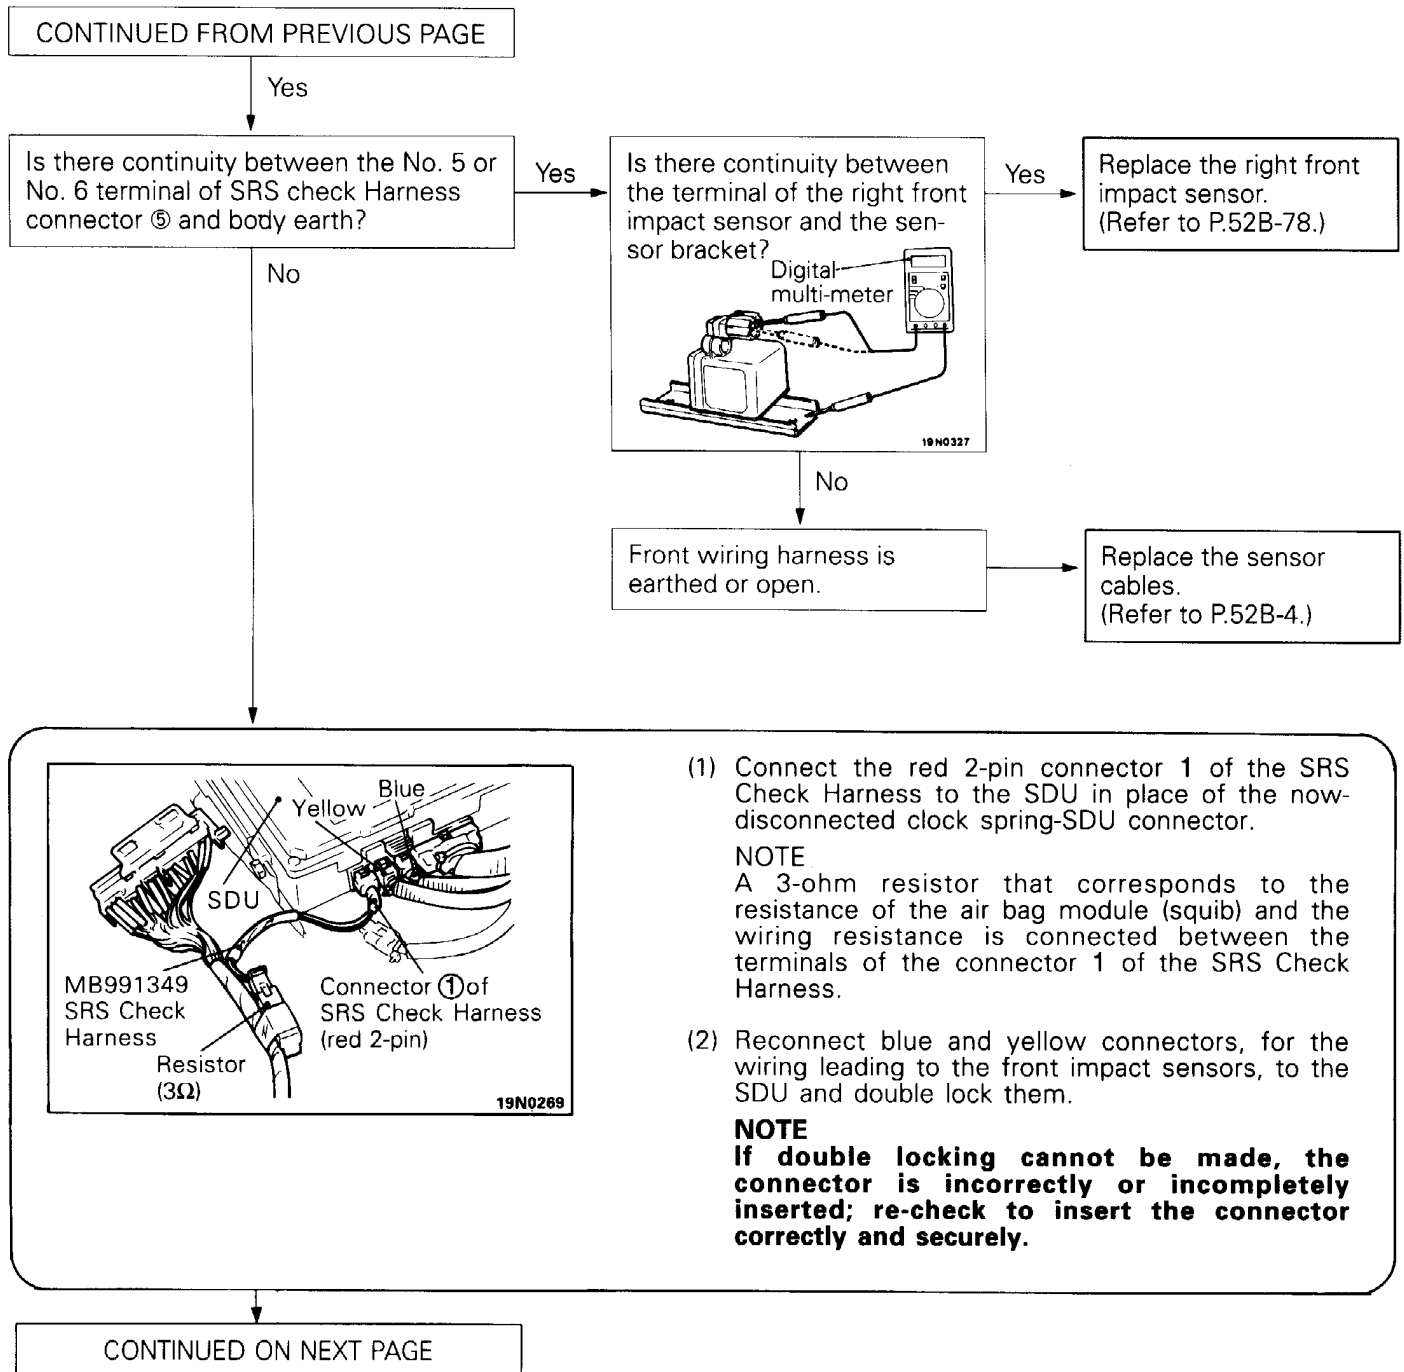 CONTINUED FROM PREVIOUS PAGE
Yes
Is there continuity between the No. 5 or
No. 6 terminal of SRS check Harness
connector ⑤ and body earth?
Yes
Is there continuity between
the terminal of the right front
impact sensor and the sen-
sor bracket?
Digital
multi-meter
19N0327
Yes
Replace the right front
impact sensor.
(Refer to P.52B-78.)
No
No
Front wiring harness is
earthed or open.
Replace the sensor
cables.
(Refer to P.52B-4.)
Blue
Yellow
SDU
MB991349
SRS Check
Harness
Resistor
(3Ω)
Connector ① of
SRS Check Harness
(red 2-pin)
19N0269
(1) Connect the red 2-pin connector 1 of the SRS
Check Harness to the SDU in place of the now-
disconnected clock spring-SDU connector.
NOTE
A 3-ohm resistor that corresponds to the
resistance of the air bag module (squib) and the
wiring resistance is connected between the
terminals of the connector 1 of the SRS Check
Harness.
(2) Reconnect blue and yellow connectors, for the
wiring leading to the front impact sensors, to the
SDU and double lock them.
NOTE
If double locking cannot be made, the
connector is incorrectly or incompletely
inserted; re-check to insert the connector
correctly and securely.
CONTINUED ON NEXT PAGE